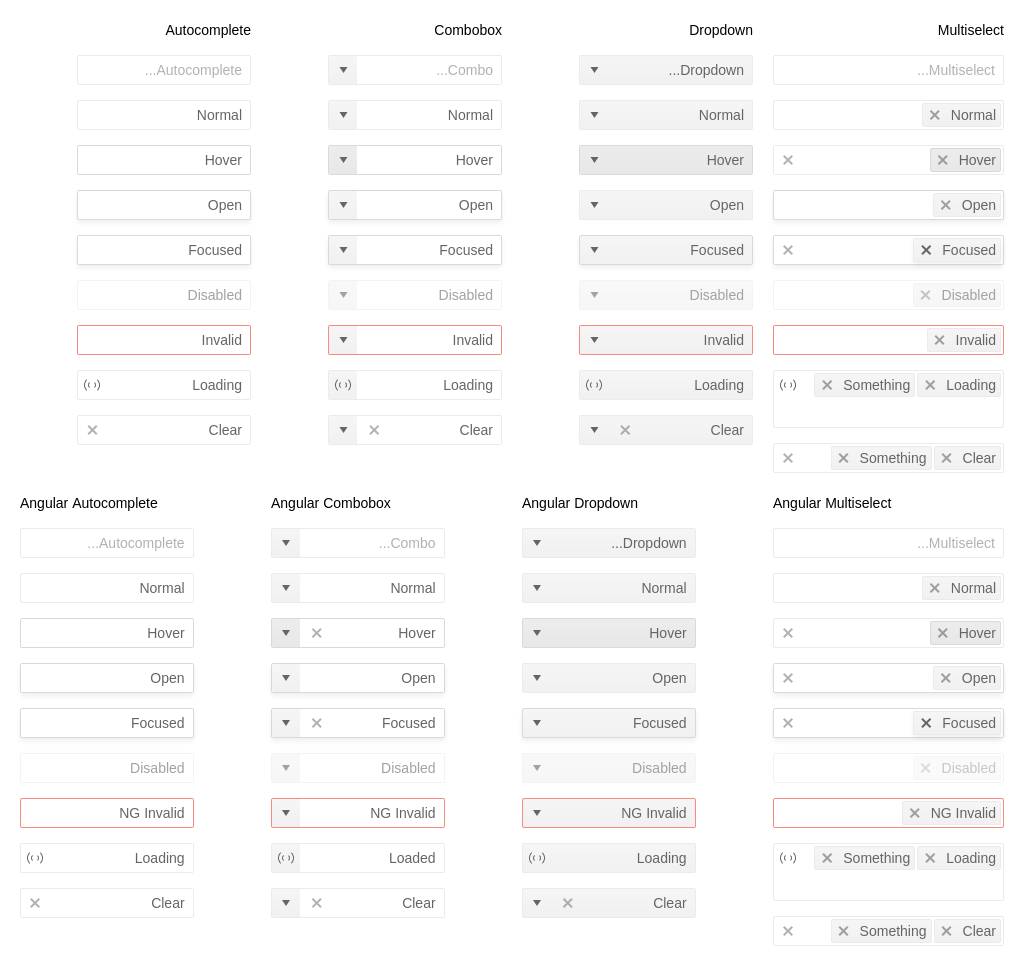 Autocomplete Combobox Dropdown Multiselect
...Autocomplete ...Combo ...Dropdown ...Multiselect
Normal Normal Normal Normal
Hover Hover Hover Hover
Open Open Open Open
Focused Focused Focused Focused
Disabled Disabled Disabled Disabled
Invalid Invalid Invalid Invalid
Loading Loading Loading Something Loading
Clear Clear Clear
Something Clear
Angular Autocomplete Angular Combobox Angular Dropdown Angular Multiselect
...Autocomplete ...Combo ...Dropdown ...Multiselect
Normal Normal Normal Normal
Hover Hover Hover Hover
Open Open Open Open
Focused Focused Focused Focused
Disabled Disabled Disabled Disabled
NG Invalid NG Invalid NG Invalid NG Invalid
Loading Loaded Loading Something Loading
Clear Clear Clear
Something Clear